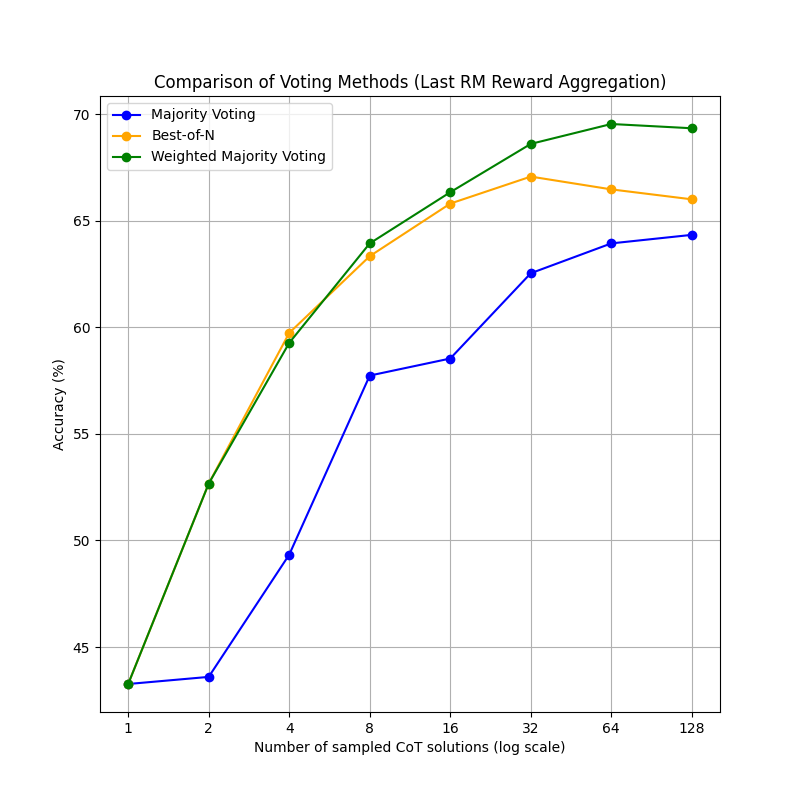 Comparison of Voting Methods (Last RM Reward Aggregation)
Majority Voting
Best-of-N
Weighted Majority Voting
Accuracy (%)
70
65
60
55
50
45
1 2 4 8 16 32 64 128
Number of sampled CoT solutions (log scale)